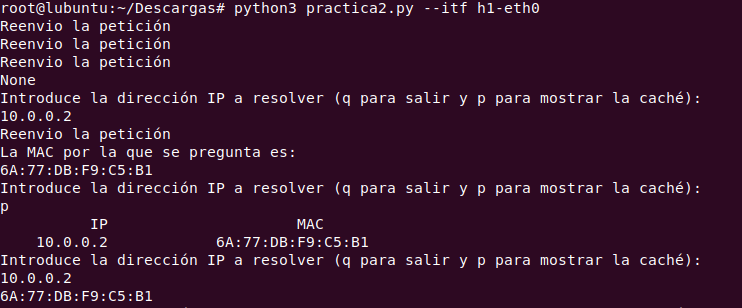 root@lubuntu:~/Descargas# python3 practica2.py --itf h1-eth0
Reenvio la petición
Reenvio la petición
Reenvio la petición
None
Introduce la dirección IP a resolver (q para salir y p para mostrar la caché):
10.0.0.2
Reenvio la petición
La MAC por la que se pregunta es:
6A:77:DB:F9:C5:B1
Introduce la dirección IP a resolver (q para salir y p para mostrar la caché):
p
IP MAC
10.0.0.2 6A:77:DB:F9:C5:B1
Introduce la dirección IP a resolver (q para salir y p para mostrar la caché):
10.0.0.2
6A:77:DB:F9:C5:B1